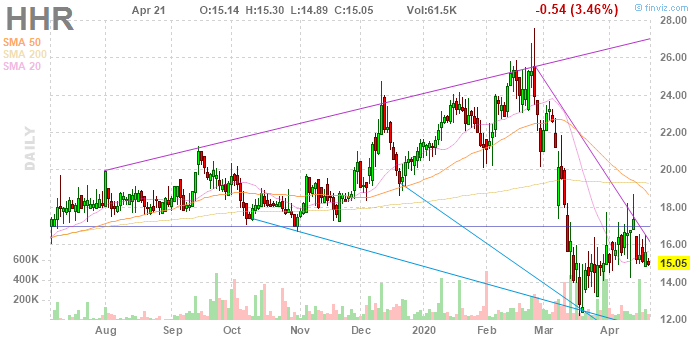 © finviz.com
HHR
Apr 21
O:15.14
H:15.30
L:14.89
C:15.05
Vol:61.5K
-0.54 (3.46%)
SMA 50
SMA 200
SMA 20
DAILY
28.00
26.00
24.00
22.00
20.00
18.00
16.00
15.05
14.00
12.00
600K
400K
200K
Aug
Sep
Oct
Nov
Dec
2020
Feb
Mar
Apr